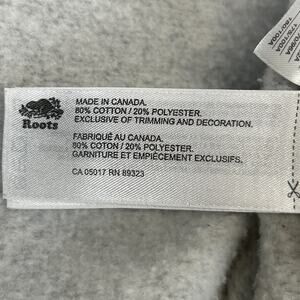 Roots
MADE IN CANADA.
80% COTTON / 20% POLYESTER.
EXCLUSIVE OF TRIMMING AND DECORATION.
FABRIQUÉ AU CANADA.
80% COTON / 20% POLYESTER.
GARNITURE ET EMPIÈCEMENT EXCLUSIFS.
CA 05017 RN 89323